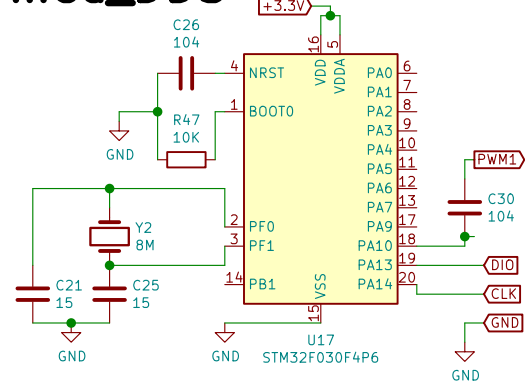 +3.3V
C26
104
16
5
VDD
VDDA
4
NRST
PA0
6
PA1
7
1
BOOT0
PA2
8
R47
10K
PA3
9
PA4
10
GND
PA5
11
PWM1
PA6
12
PA7
13
C30
104
2
PF0
PA9
17
Y2
8M
3
PF1
PA10
18
PA13
19
DIO
14
PB1
PA14
20
C21
15
C25
15
CLK
VSS
15
GND
GND
GND
U17
STM32F030F4P6
GND